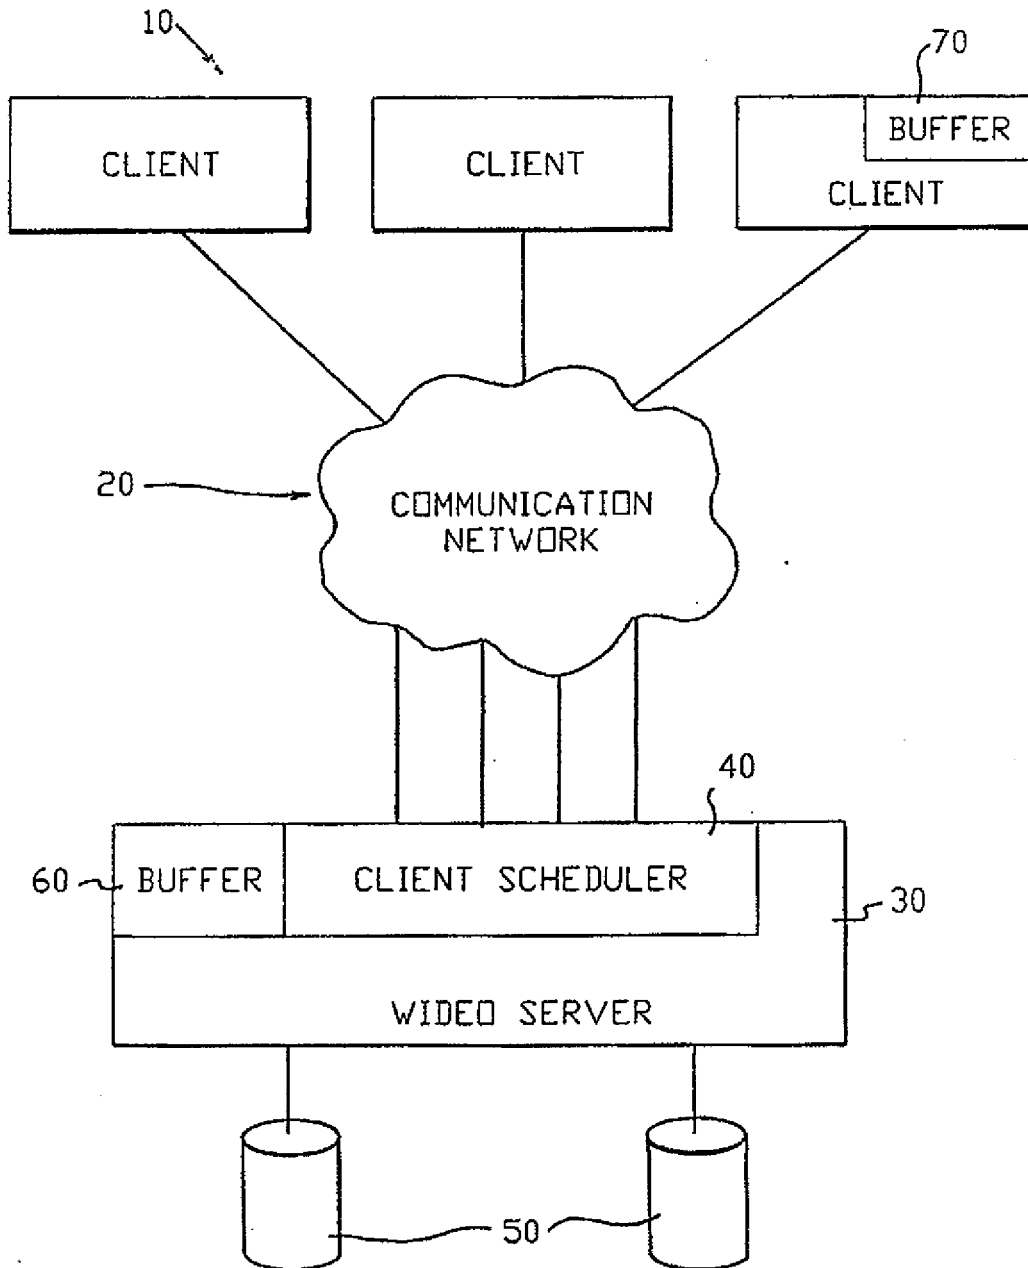 10
70
BUFFER
CLIENT
CLIENT
CLIENT
20
COMMUNICATION
NETWORK
40
60
BUFFER
CLIENT SCHEDULER
30
WIDEO SERVER
50